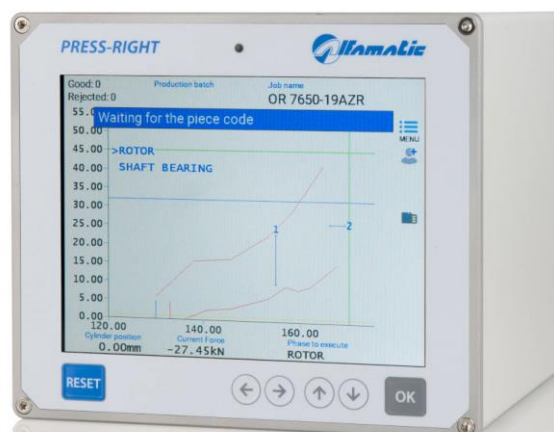 PRESS-RIGHT
Alfamatic
Good: 0
Production batch
Job name
Rejected: 0
OR 7650-19AZR
55.0
Waiting for the piece code
MENU
50.00
45.00
>ROTOR
40.00
SHAFT BEARING
35.00
30.00
25.00
1
2
20.00
15.00
10.00
5.00
0.00
120.00
140.00
160.00
Cylinder position
Current Force
Phase to execute
0.00mm
-27.45kN
ROTOR
RESET
OK